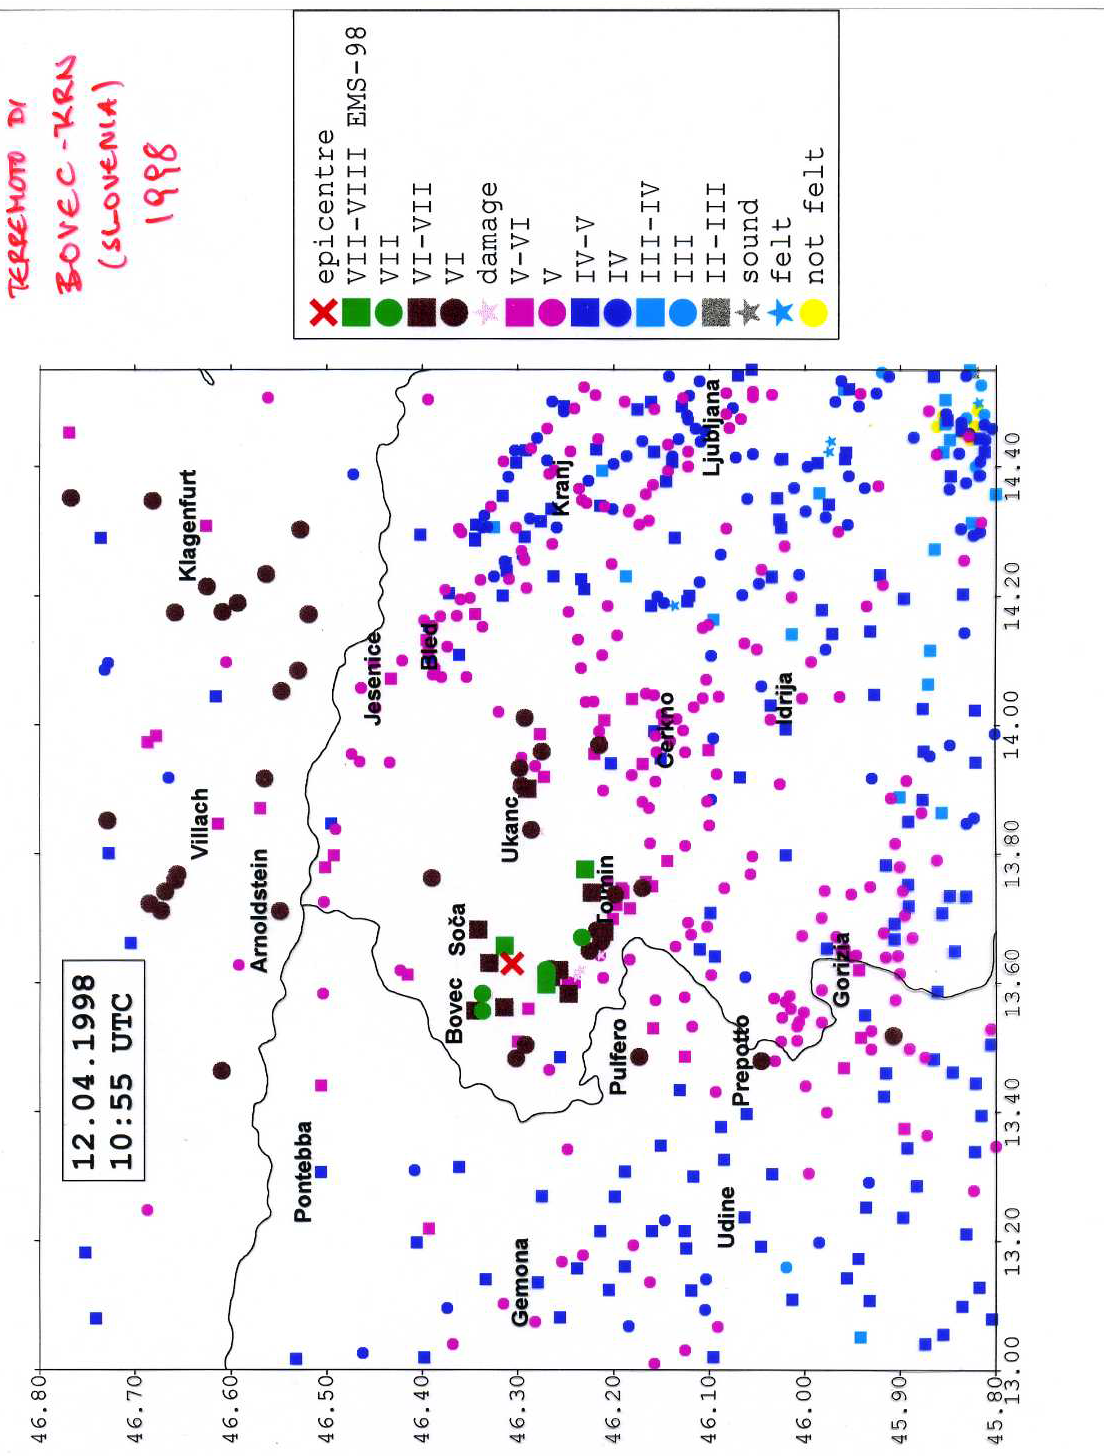 TERREMOTO DI
BOVEC-KRN
(SLOVENIA)
1998
12.04.1998
10:55 UTC
epicentre
VII-VIII EMS-98
VII
VI-VII
VI
damage
V-VI
V
IV-V
IV
III-IV
III
II-III
sound
felt
not felt
Klagenfurt
Villach
Arnoldstein
Jesenice
Bled
Kranj
Ljubljana
Pontebba
Bovec
Soča
Ukanc
Tolmin
Cerkno
Idrija
Pulfero
Prepotto
Gorizia
Gemona
Udine
46.80
46.70
46.60
46.50
46.40
46.30
46.20
46.10
46.00
45.90
45.80
13.00
13.20
13.40
13.60
13.80
14.00
14.20
14.40